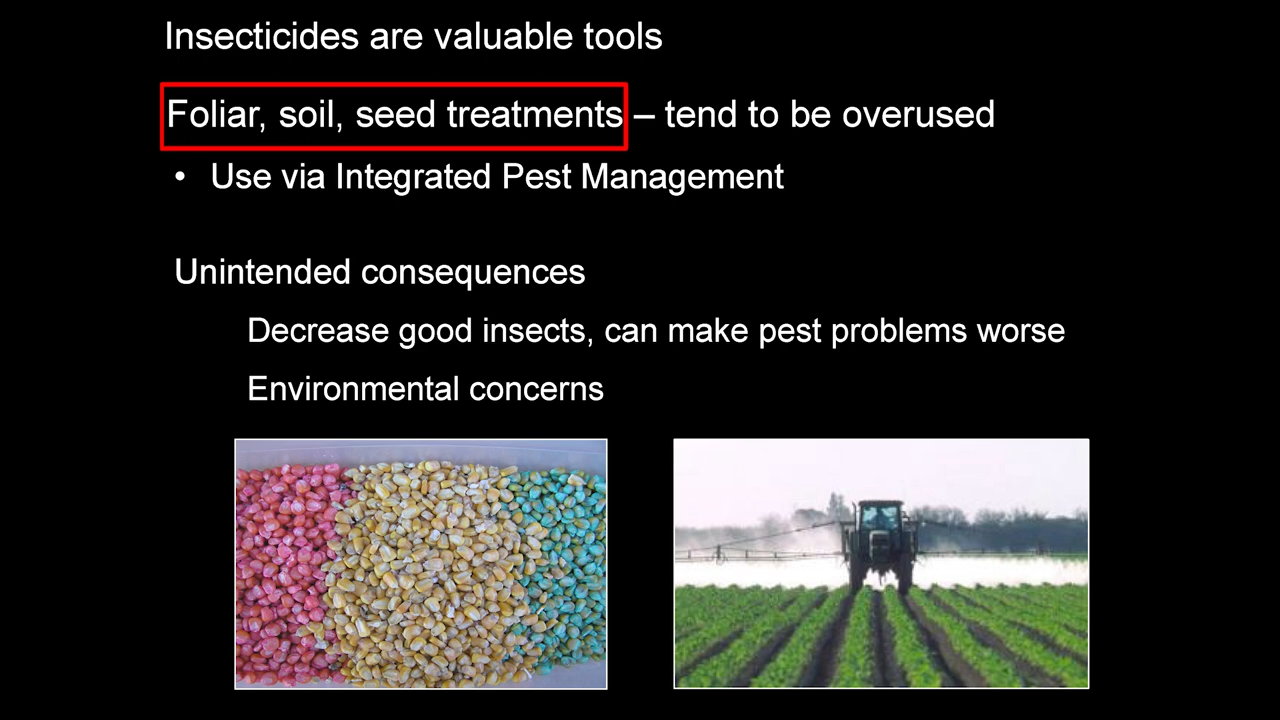 Insecticides are valuable tools
Foliar, soil, seed treatments – tend to be overused
• Use via Integrated Pest Management
Unintended consequences
Decrease good insects, can make pest problems worse
Environmental concerns